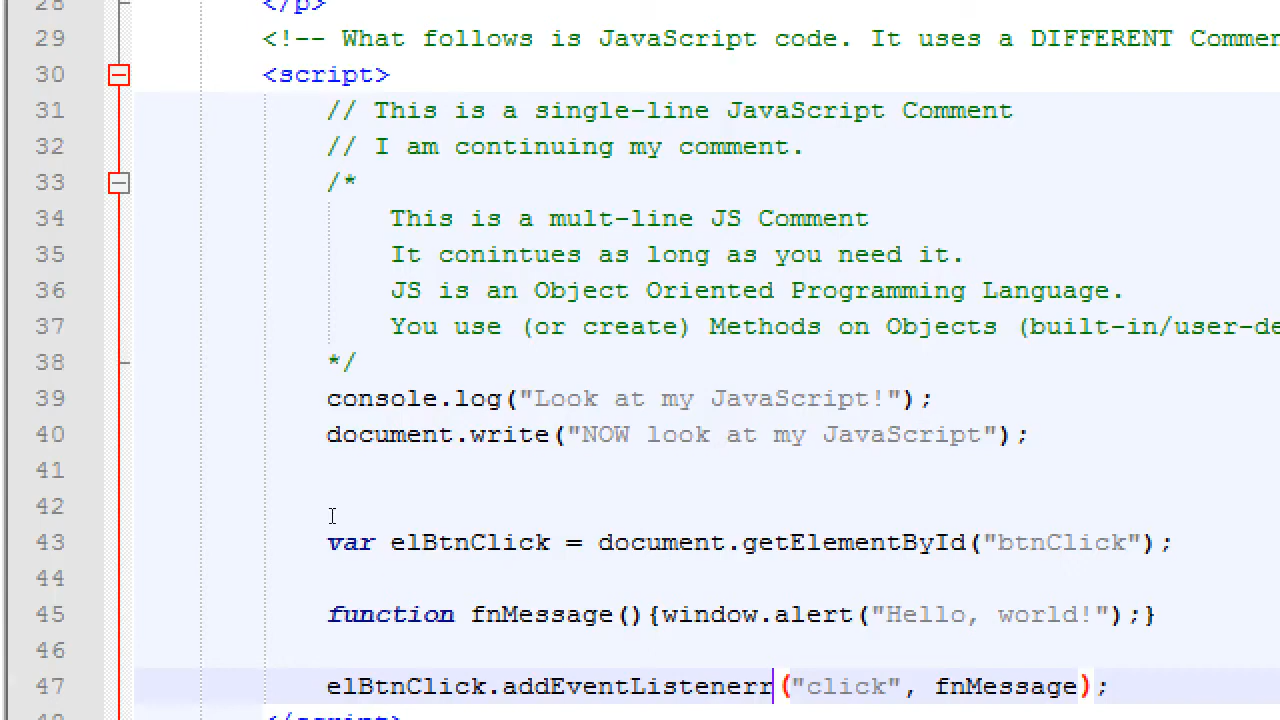 28 </p>
29 <!-- What follows is JavaScript code. It uses a DIFFERENT
30 <script>
31 // This is a single-line JavaScript Comment
32 // I am continuing my comment.
33 /*
34 This is a mult-line JS Comment
35 It conintues as long as you need it.
36 JS is an Object Oriented Programming Language.
37 You use (or create) Methods on Objects (built-in/user-de
38 */
39 console.log("Look at my JavaScript!");
40 document.write("NOW look at my JavaScript");
41
42
43 var elBtnClick = document.getElementById("btnClick");
44
45 function fnMessage(){window.alert("Hello, world!");}
46
47 elBtnClick.addEventListenerr("click", fnMessage);
48 </script>